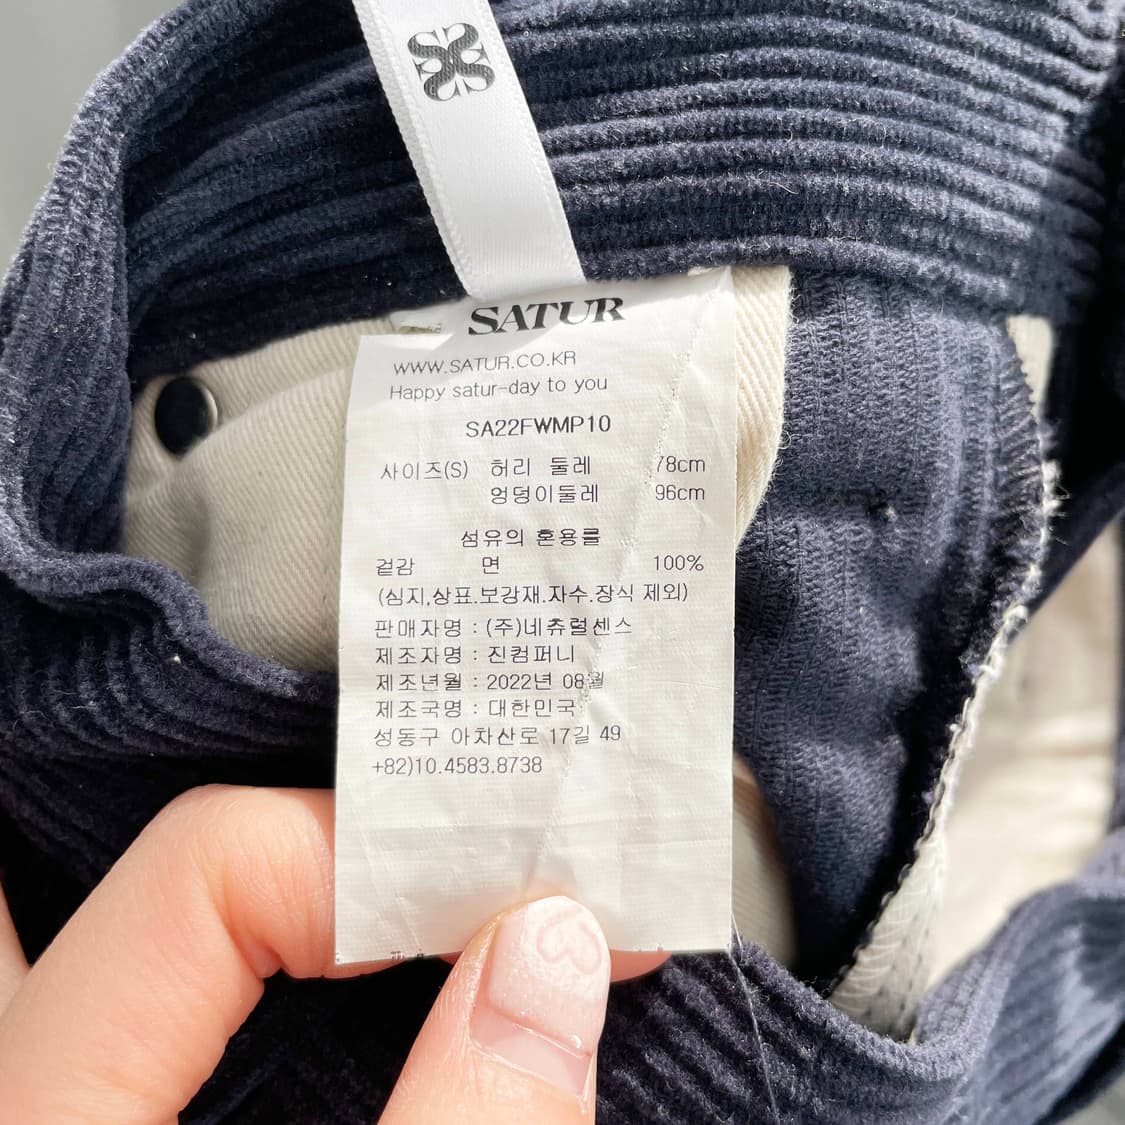 SATUR
WWW.SATUR.CO.KR
Happy satur-day to you
SA22FWMP10
사이즈(S) 허리 둘레 78cm
엉덩이둘레 96cm
섬유의 혼용률
겉감 면 100%
(심지,상표.보강재.자수.장식 제외)
판매자명 : (주)네츄럴센스
제조자명 : 진컴퍼니
제조년월 : 2022년 08월
제조국명 : 대한민국
성동구 아차산로 17길 49
+82)10.4583.8738